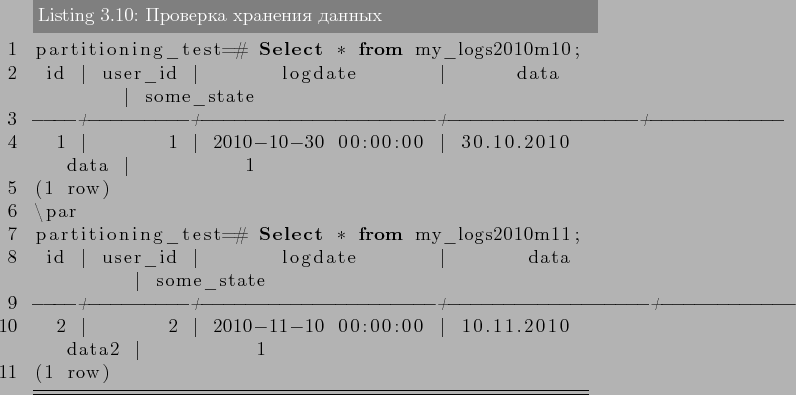 Listing 3.10: Проверка хранения данных
1 partitioning_test=# Select * from my_logs2010m10;
2 id | user_id | logdate | data
| some_state
3 ----+---------+---------------------+-----------------+------------
4 1 | 1 | 2010-10-30 00:00:00 | 30.10.2010
data | 1
5 (1 row)
6 \par
7 partitioning_test=# Select * from my_logs2010m11;
8 id | user_id | logdate | data
| some_state
9 ----+---------+---------------------+------------------+------------
10 2 | 2 | 2010-11-10 00:00:00 | 10.11.2010
data2 | 1
11 (1 row)